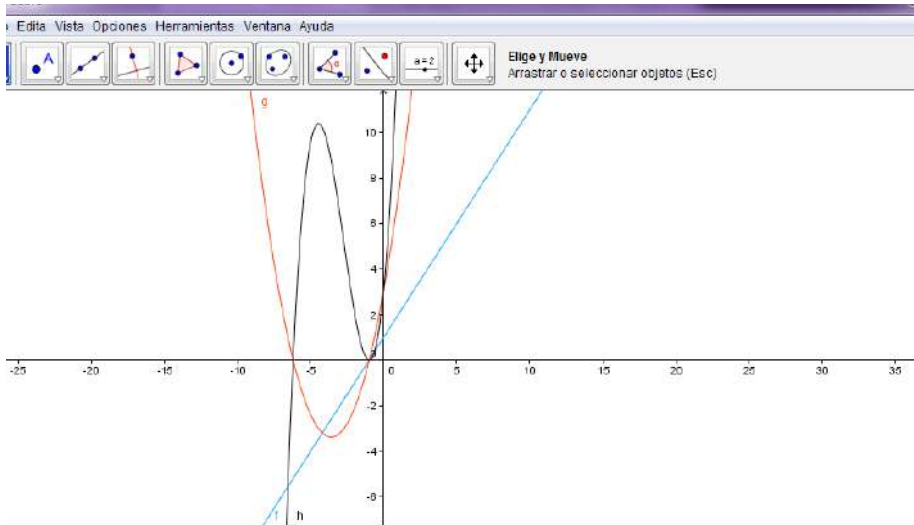 Edita Vista Opciones Herramientas Ventana Ayuda
A
α
a=2
Elige y Mueve
Arrastrar o seleccionar objetos (Esc)
g
10
8
6
4
2
-25 -20 -15 -10 -5 0 5 10 15 20 25 30 35
-2
-4
-6
f h